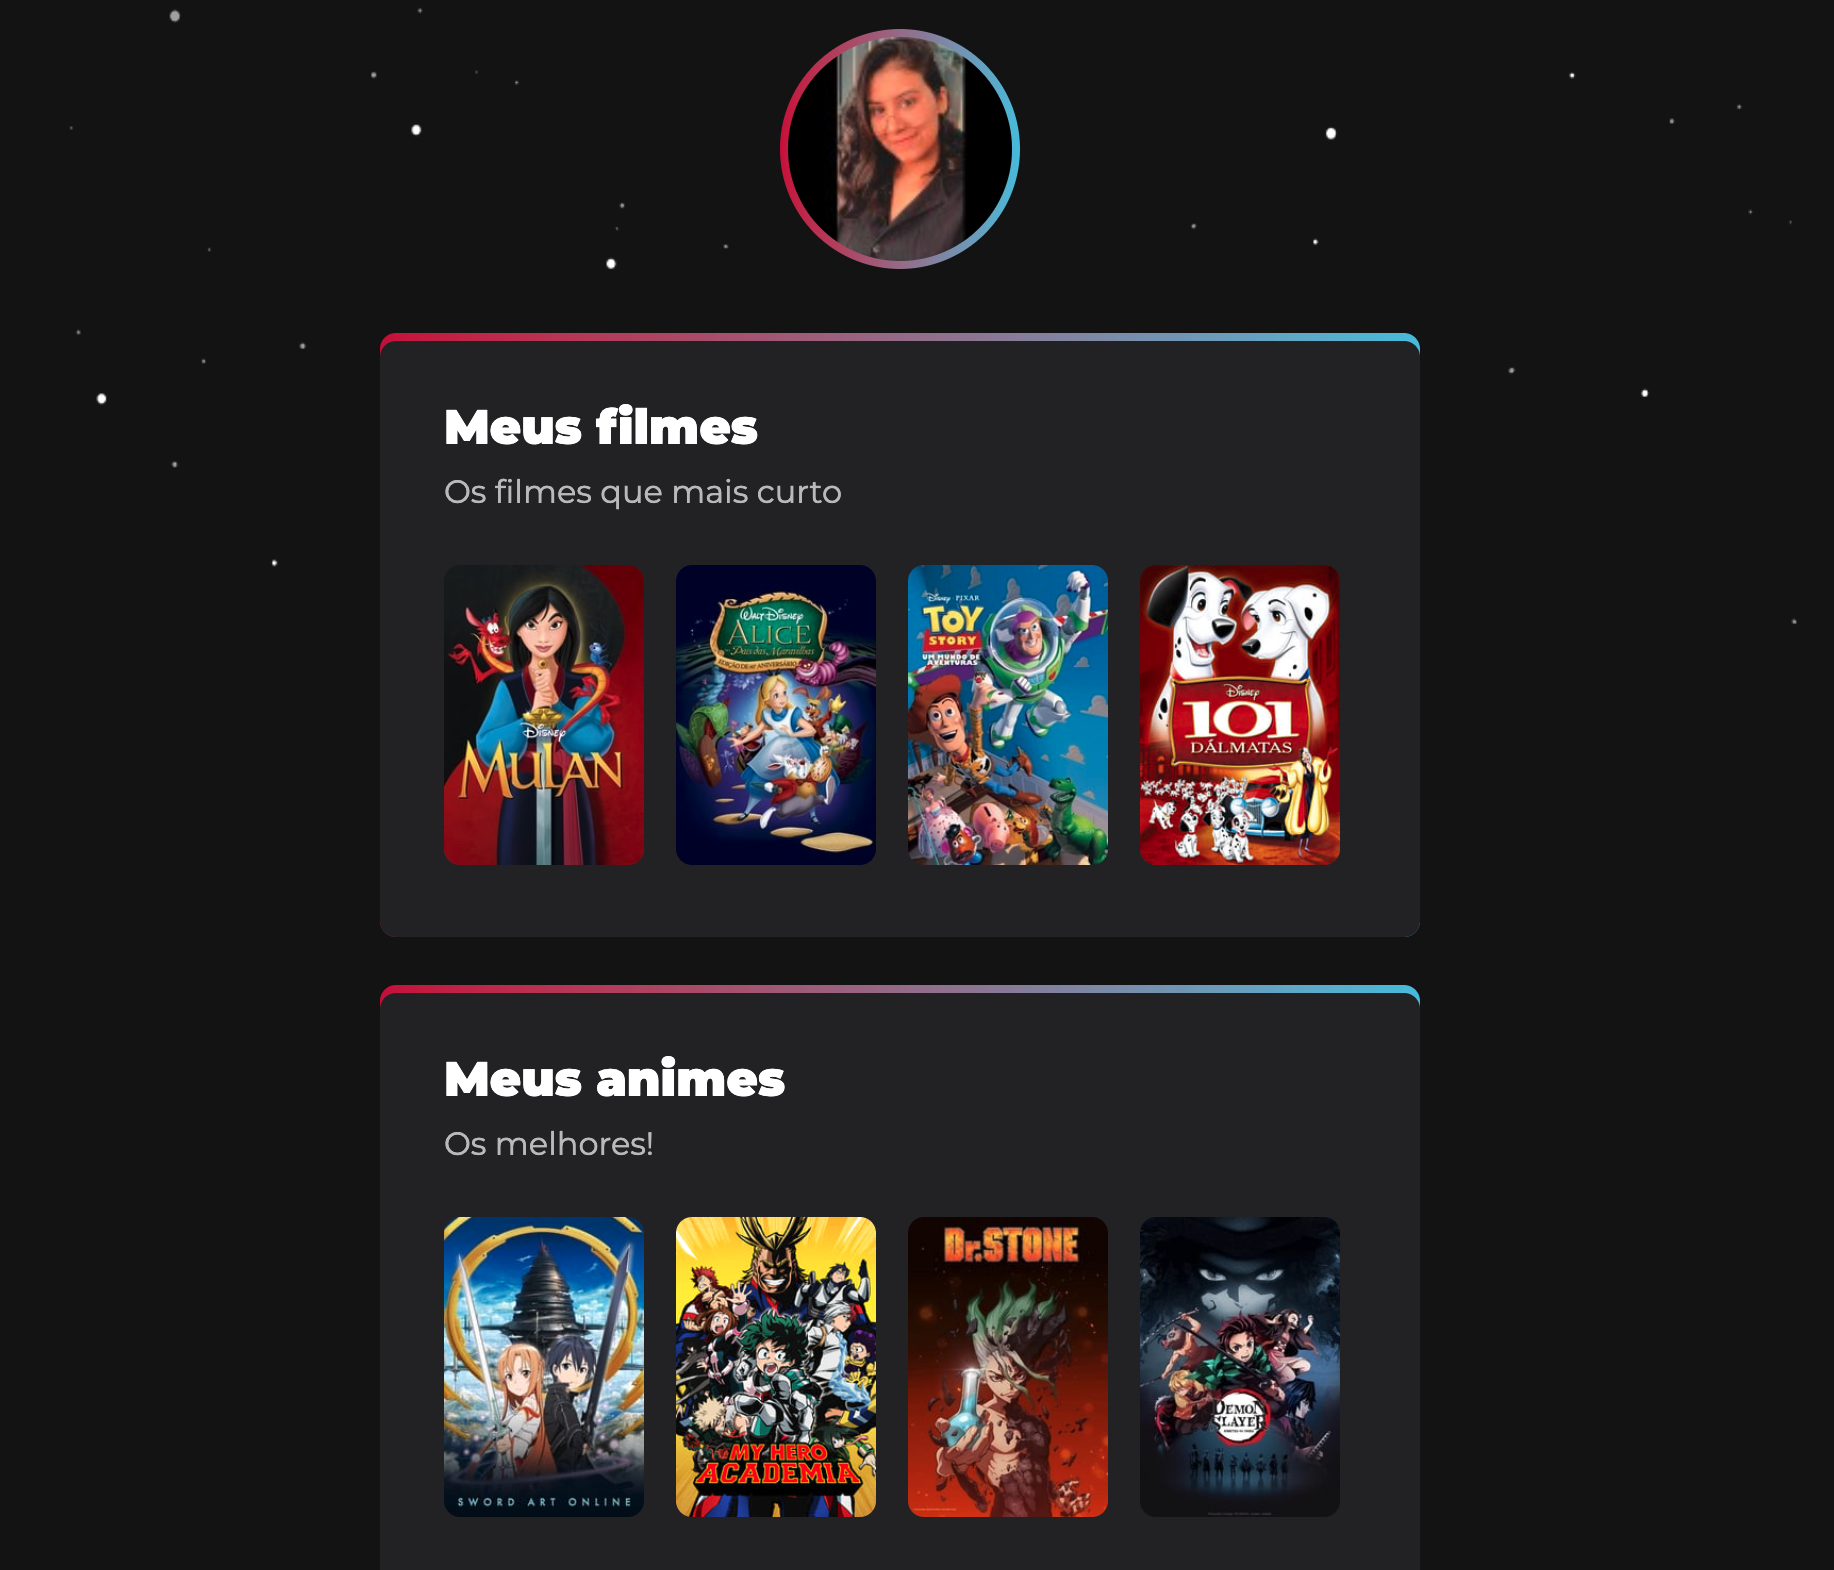 Meus filmes
Os filmes que mais curto
DISNEY
MULAN
WALT DISNEY
ALICE
no País das Maravilhas
EDIÇÃO DE 60º ANIVERSÁRIO
Disney PIXAR
TOY
STORY
UM MUNDO DE
AVENTURAS
DISNEY
101
DÁLMATAS
Meus animes
Os melhores!
SWORD ART ONLINE
MY HERO
ACADEMIA
Dr.STONE
DEMON
SLAYER